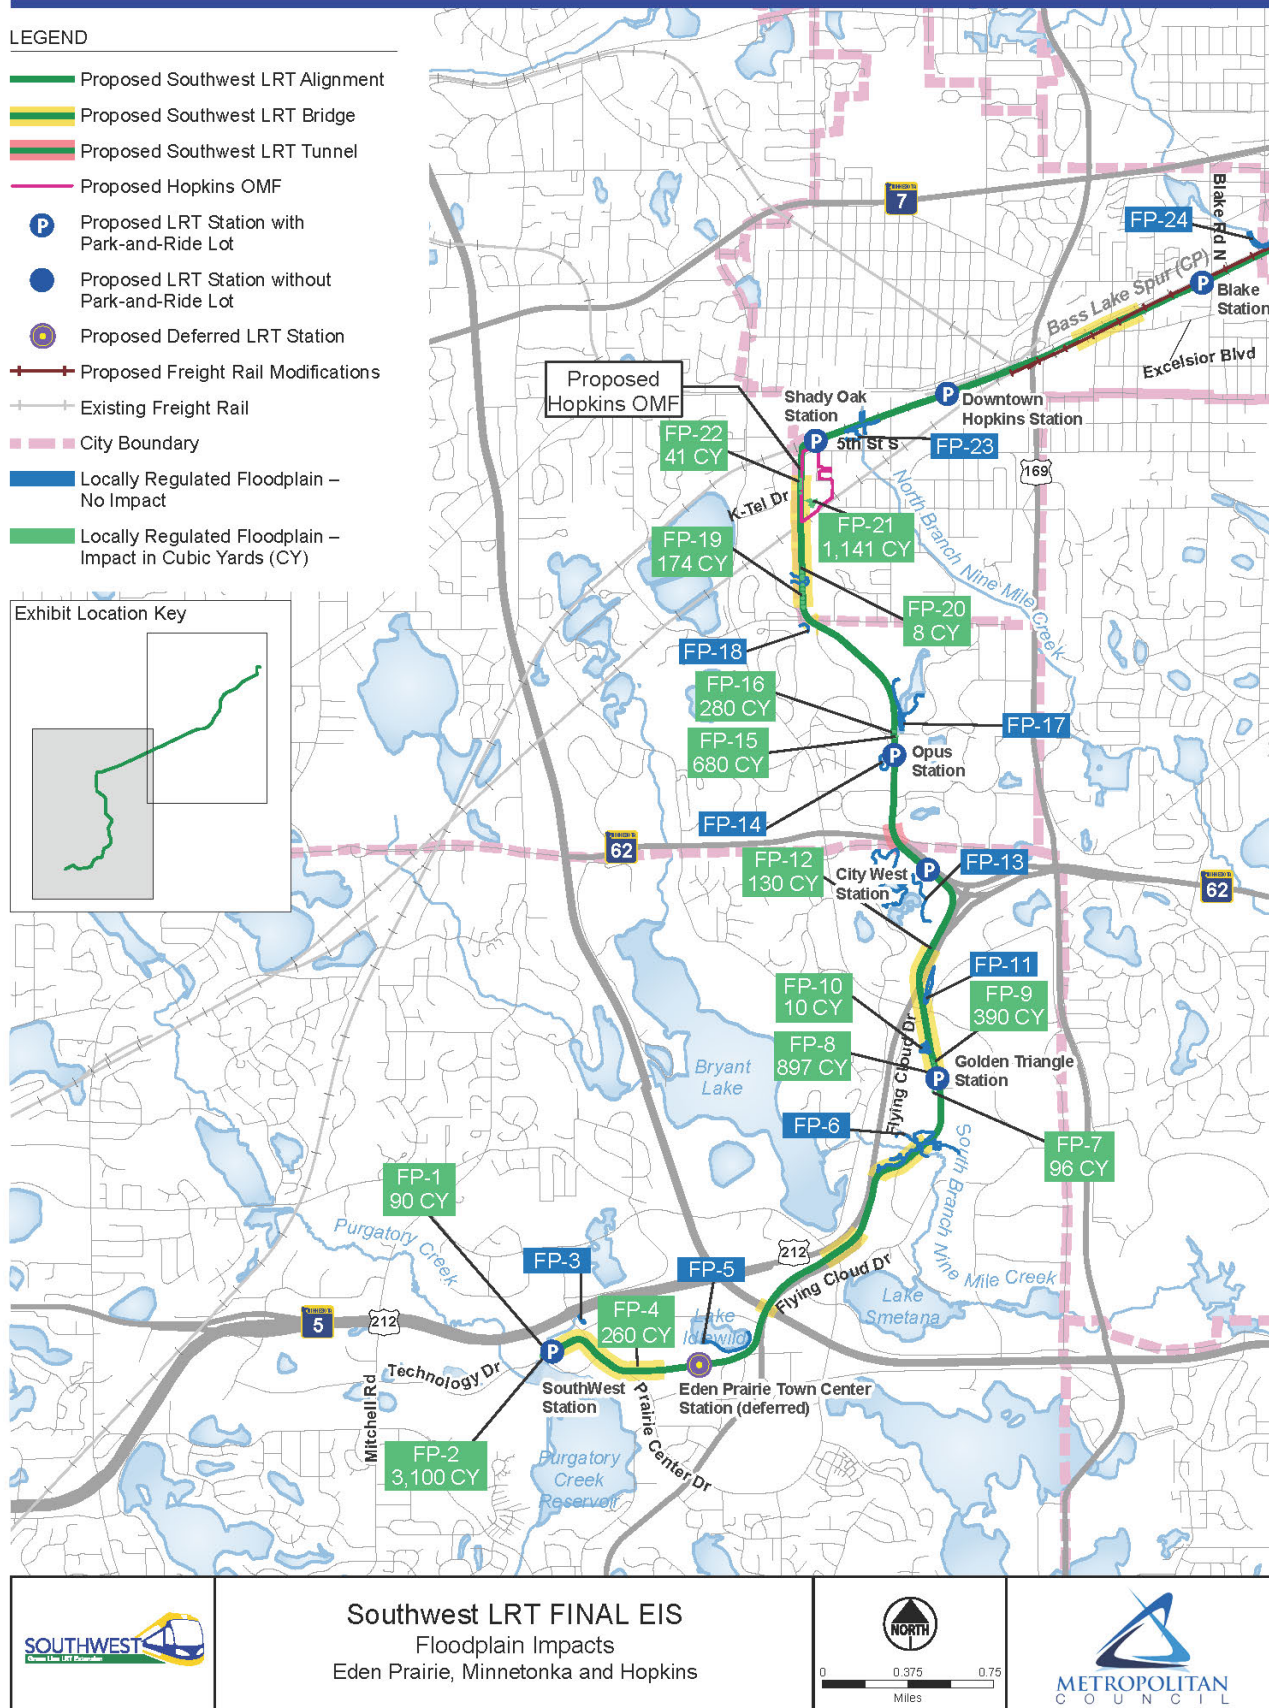 LEGEND
Proposed Southwest LRT Alignment
Proposed Southwest LRT Bridge
Proposed Southwest LRT Tunnel
Proposed Hopkins OMF
P
Proposed LRT Station with
Park-and-Ride Lot
Proposed LRT Station without
Park-and-Ride Lot
Proposed Deferred LRT Station
Proposed Freight Rail Modifications
Existing Freight Rail
City Boundary
Locally Regulated Floodplain –
No Impact
Locally Regulated Floodplain –
Impact in Cubic Yards (CY)
Exhibit Location Key
7
Blake Rd N
FP-24
Bass Lake Spur (CP)
P
Blake
Station
Excelsior Blvd
Proposed
Hopkins OMF
Shady Oak
Station
P
Downtown
Hopkins Station
FP-22
41 CY
P
5th St S
FP-23
169
K-Tel Dr
North Branch Nine Mile Creek
FP-21
1,141 CY
FP-19
174 CY
FP-20
8 CY
FP-18
FP-16
280 CY
FP-17
FP-15
680 CY
P
Opus
Station
FP-14
62
FP-12
130 CY
City West
Station
P
FP-13
62
FP-11
FP-10
10 CY
FP-9
390 CY
Flying Cloud Dr
FP-8
897 CY
Golden Triangle
Station
P
Bryant
Lake
FP-6
FP-7
96 CY
South Branch Nine Mile Creek
FP-1
90 CY
Purgatory Creek
FP-3
FP-5
212
Flying Cloud Dr
Lake
Smetana
5
212
FP-4
260 CY
Lake
Idlewild
P
Technology Dr
Mitchell Rd
SouthWest
Station
Prairie Center Dr
Eden Prairie Town Center
Station (deferred)
FP-2
3,100 CY
Purgatory
Creek
Reservoir
SOUTHWEST
Green Line LRT Extension
Southwest LRT FINAL EIS
Floodplain Impacts
Eden Prairie, Minnetonka and Hopkins
NORTH
0 0.375 0.75
Miles
METROPOLITAN
COUNCIL